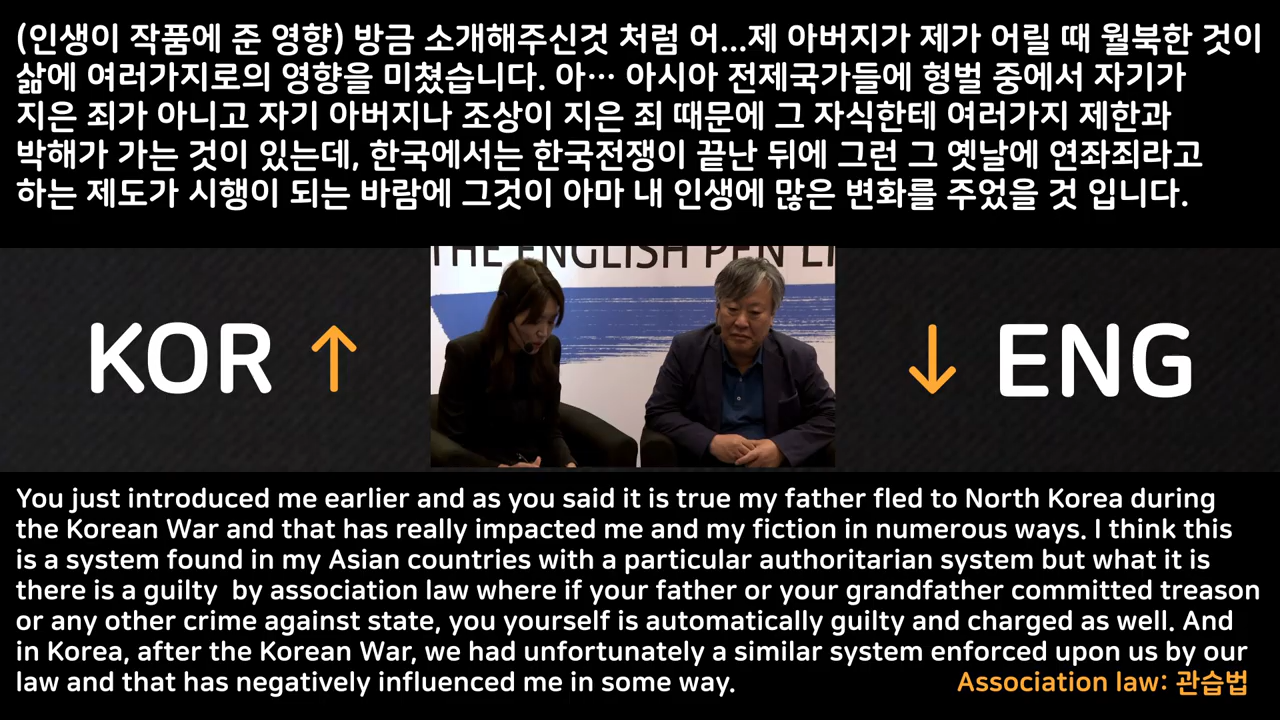 (인생이 작품에 준 영향) 방금 소개해주신것 처럼 어...제 아버지가 제가 어릴 때 월북한 것이
삶에 여러가지로의 영향을 미쳤습니다. 아… 아시아 전제국가들에 형벌 중에서 자기가
지은 죄가 아니고 자기 아버지나 조상이 지은 죄 때문에 그 자식한테 여러가지 제한과
박해가 가는 것이 있는데, 한국에서는 한국전쟁이 끝난 뒤에 그런 그 옛날에 연좌죄라고
하는 제도가 시행이 되는 바람에 그것이 아마 내 인생에 많은 변화를 주었을 것 입니다.
THE ENGLISH PEN
KOR ↑
↓ ENG
You just introduced me earlier and as you said it is true my father fled to North Korea during
the Korean War and that has really impacted me and my fiction in numerous ways. I think this
is a system found in my Asian countries with a particular authoritarian system but what it is
there is a guilty  by association law where if your father or your grandfather committed treason
or any other crime against state, you yourself is automatically guilty and charged as well. And
in Korea, after the Korean War, we had unfortunately a similar system enforced upon us by our
law and that has negatively influenced me in some way.
Association law: 관습법